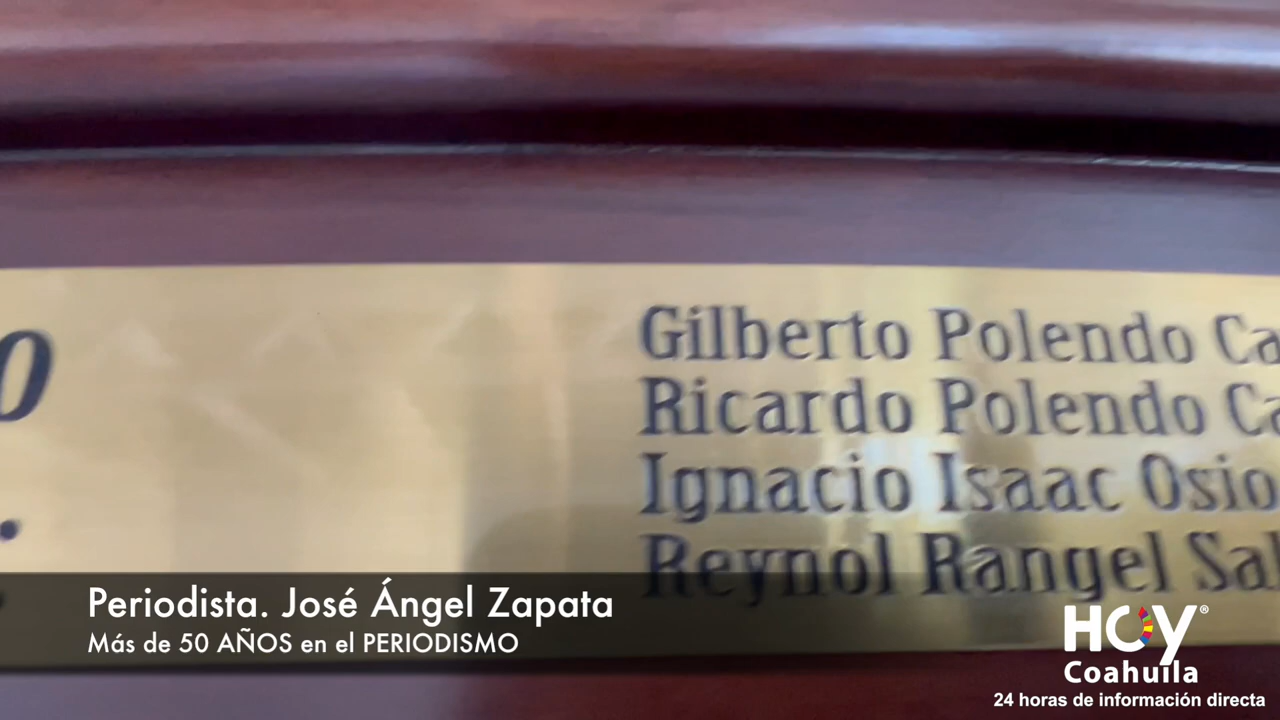 Gilberto Polendo
Ricardo Polendo
Ignacio Isaac Osio
Reynol Rangel
Periodista. José Ángel Zapata
Más de 50 AÑOS en el PERIODISMO
HOY®
Coahuila
24 horas de información directa